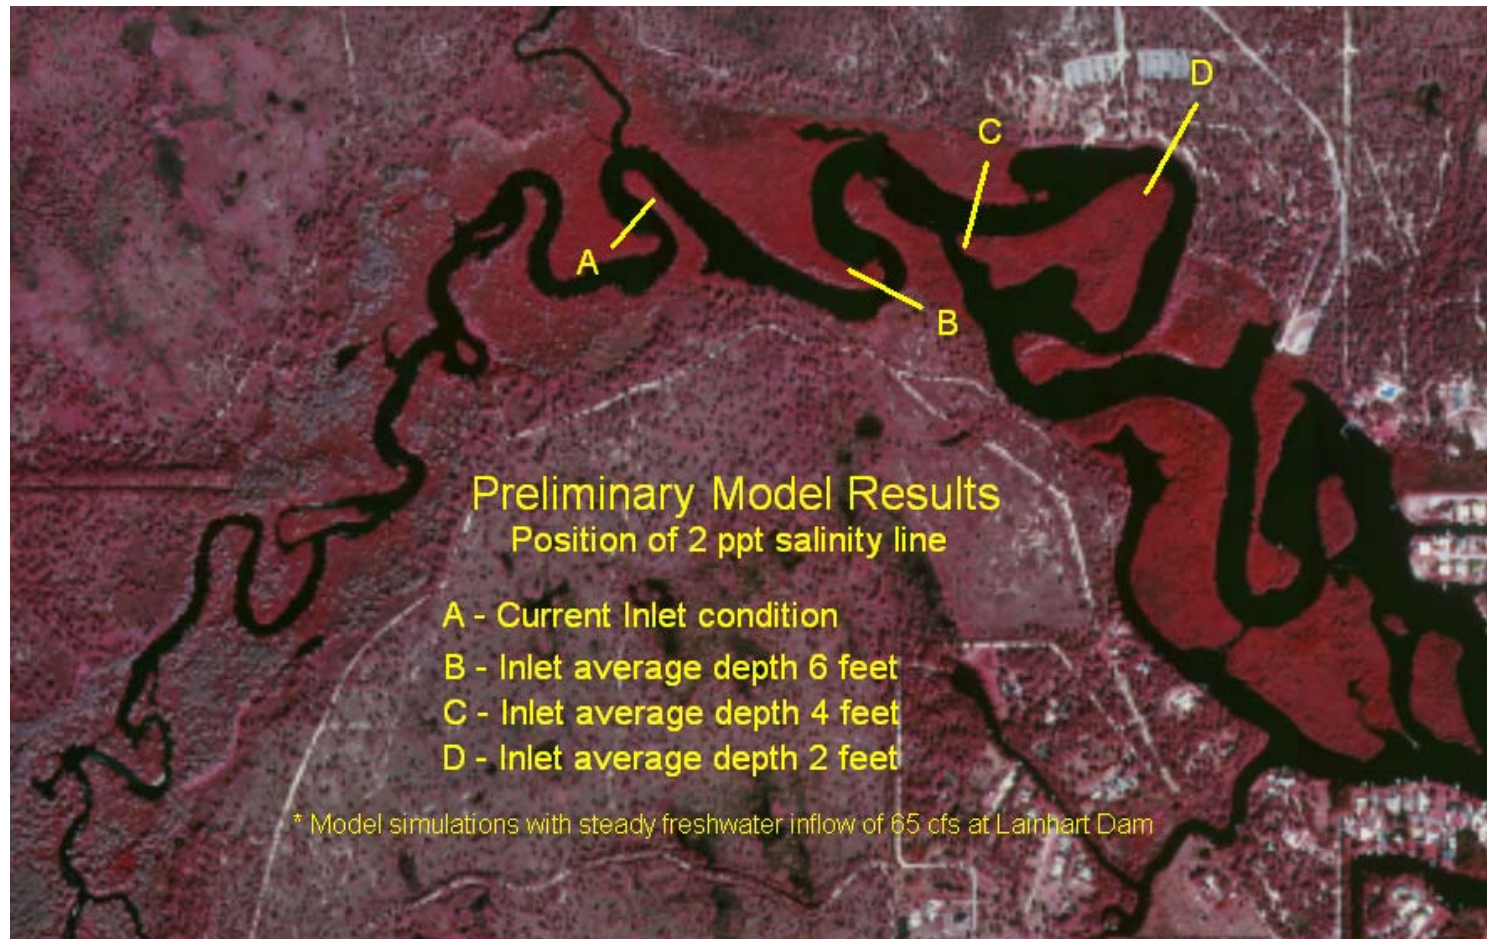 D
C
A
B
Preliminary Model Results
Position of 2 ppt salinity line
A - Current Inlet condition
B - Inlet average depth 6 feet
C - Inlet average depth 4 feet
D - Inlet average depth 2 feet
* Model simulations with steady freshwater inflow of 65 cfs at Lainhart Dam